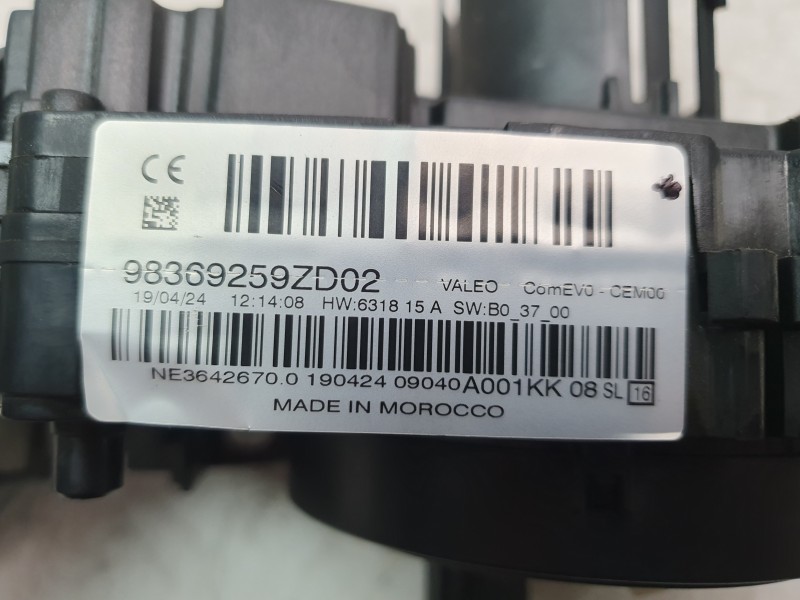 CE
98369259ZD02 VALEO ComEV0 - CEM00
19/04/24 12:14:08 HW:6318 15 A SW:B0_37_00
NE3642670.0 190424 09040A001KK 08 SL 16
MADE IN MOROCCO